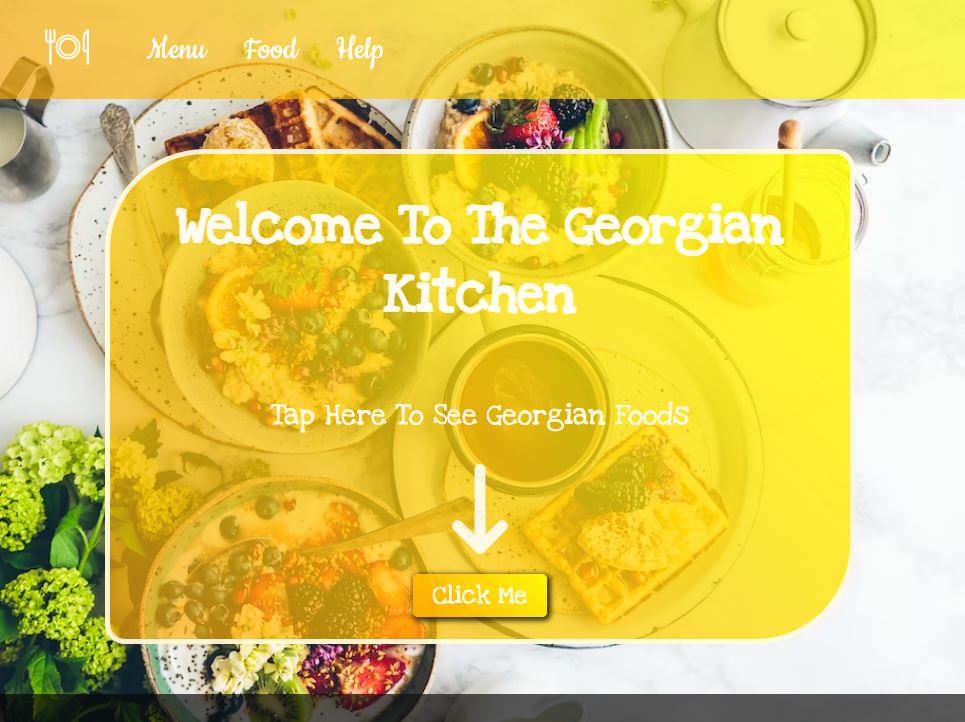 Menu Food Help
Welcome To The Georgian
Kitchen
Tap Here To See Georgian Foods
Click Me